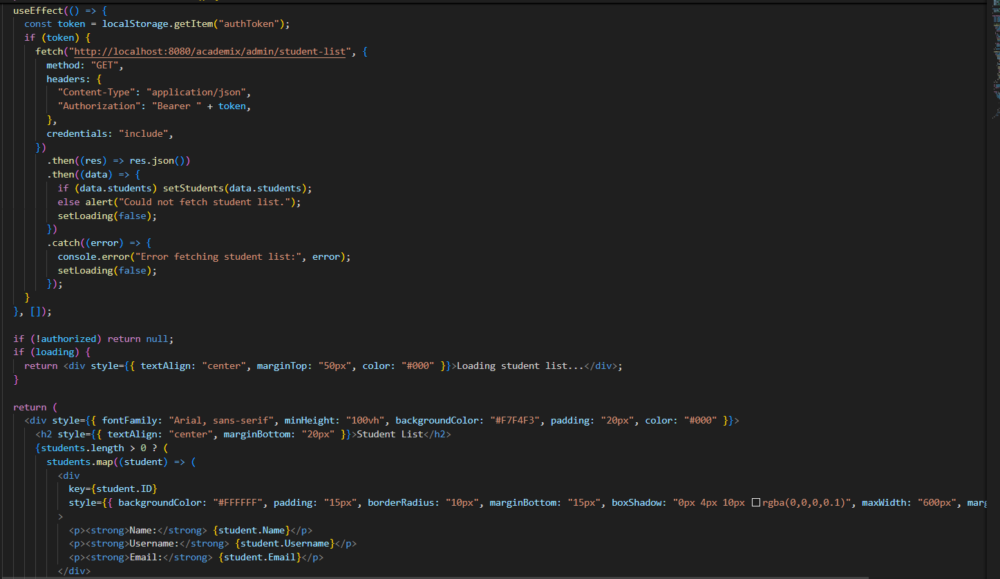 useEffect(() => {
const token = localStorage.getItem("authToken");
if (token) {
fetch("http://localhost:8080/academix/admin/student-list", {
method: "GET",
headers: {
"Content-Type": "application/json",
"Authorization": "Bearer " + token,
},
credentials: "include",
})
.then((res) => res.json())
.then((data) => {
if (data.students) setStudents(data.students);
else alert("Could not fetch student list.");
setLoading(false);
})
.catch((error) => {
console.error("Error fetching student list:", error);
setLoading(false);
});
}
}, []);
if (!authorized) return null;
if (loading) {
return <div style={{ textAlign: "center", marginTop: "50px", color: "#000" }}>Loading student list...</div>;
}
return (
<div style={{ fontFamily: "Arial, sans-serif", minHeight: "100vh", backgroundColor: "#F7F4F3", padding: "20px", color: "#000" }}>
<h2 style={{ textAlign: "center", marginBottom: "20px" }}>Student List</h2>
{students.length > 0 ? (
students.map((student) => (
<div
key={student.ID}
style={{ backgroundColor: "#FFFFFF", padding: "15px", borderRadius: "10px", marginBottom: "15px", boxShadow: "0px 4px 10px rgba(0,0,0,0.1)", maxWidth: "600px", marg
>
<p><strong>Name:</strong> {student.Name}</p>
<p><strong>Username:</strong> {student.Username}</p>
<p><strong>Email:</strong> {student.Email}</p>
</div>